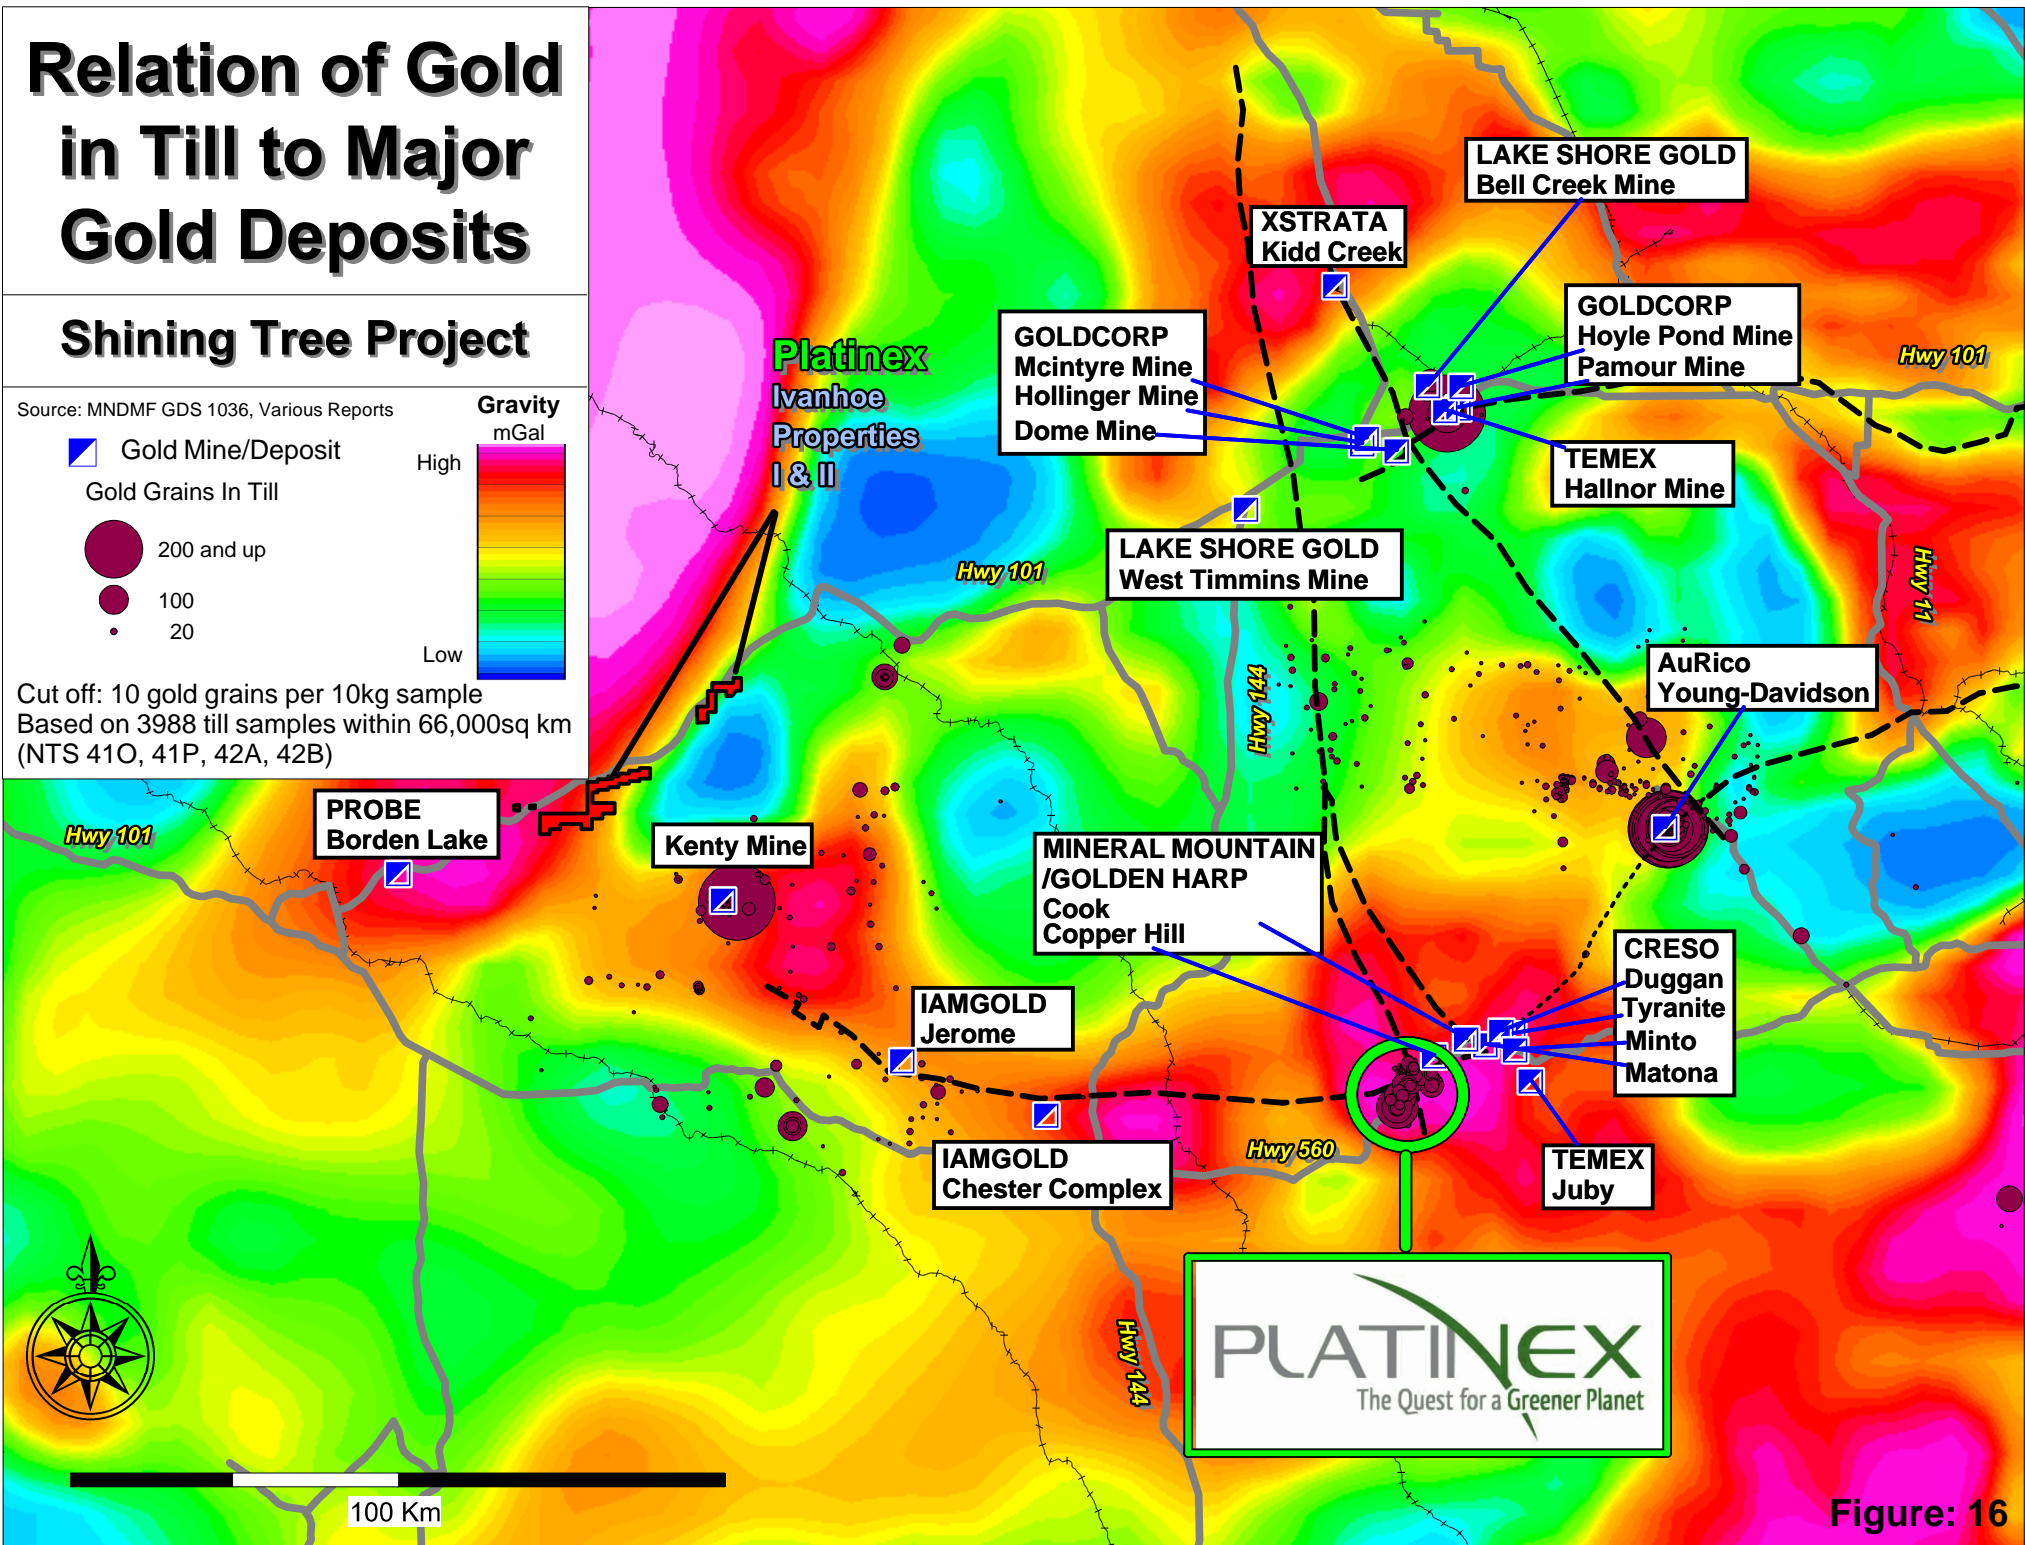 Relation of Gold
in Till to Major
Gold Deposits
Shining Tree Project
Source: MNDMF GDS 1036, Various Reports
Gold Mine/Deposit
Gold Grains In Till
200 and up
100
20
Gravity
mGal
High
Low
Cut off: 10 gold grains per 10kg sample
Based on 3988 till samples within 66,000sq km
(NTS 41O, 41P, 42A, 42B)
Platinex
Ivanhoe
Properties
I & II
LAKE SHORE GOLD
Bell Creek Mine
XSTRATA
Kidd Creek
GOLDCORP
Hoyle Pond Mine
Pamour Mine
GOLDCORP
Mcintyre Mine
Hollinger Mine
Dome Mine
Hwy 101
TEMEX
Hallnor Mine
LAKE SHORE GOLD
West Timmins Mine
Hwy 101
Hwy 11
Hwy 144
AuRico
Young-Davidson
PROBE
Borden Lake
Hwy 101
Kenty Mine
MINERAL MOUNTAIN
/GOLDEN HARP
Cook
Copper Hill
CRESO
Duggan
Tyranite
Minto
Matona
IAMGOLD
Jerome
IAMGOLD
Chester Complex
Hwy 560
TEMEX
Juby
Hwy 144
PLATINEX
The Quest for a Greener Planet
100 Km
Figure: 16